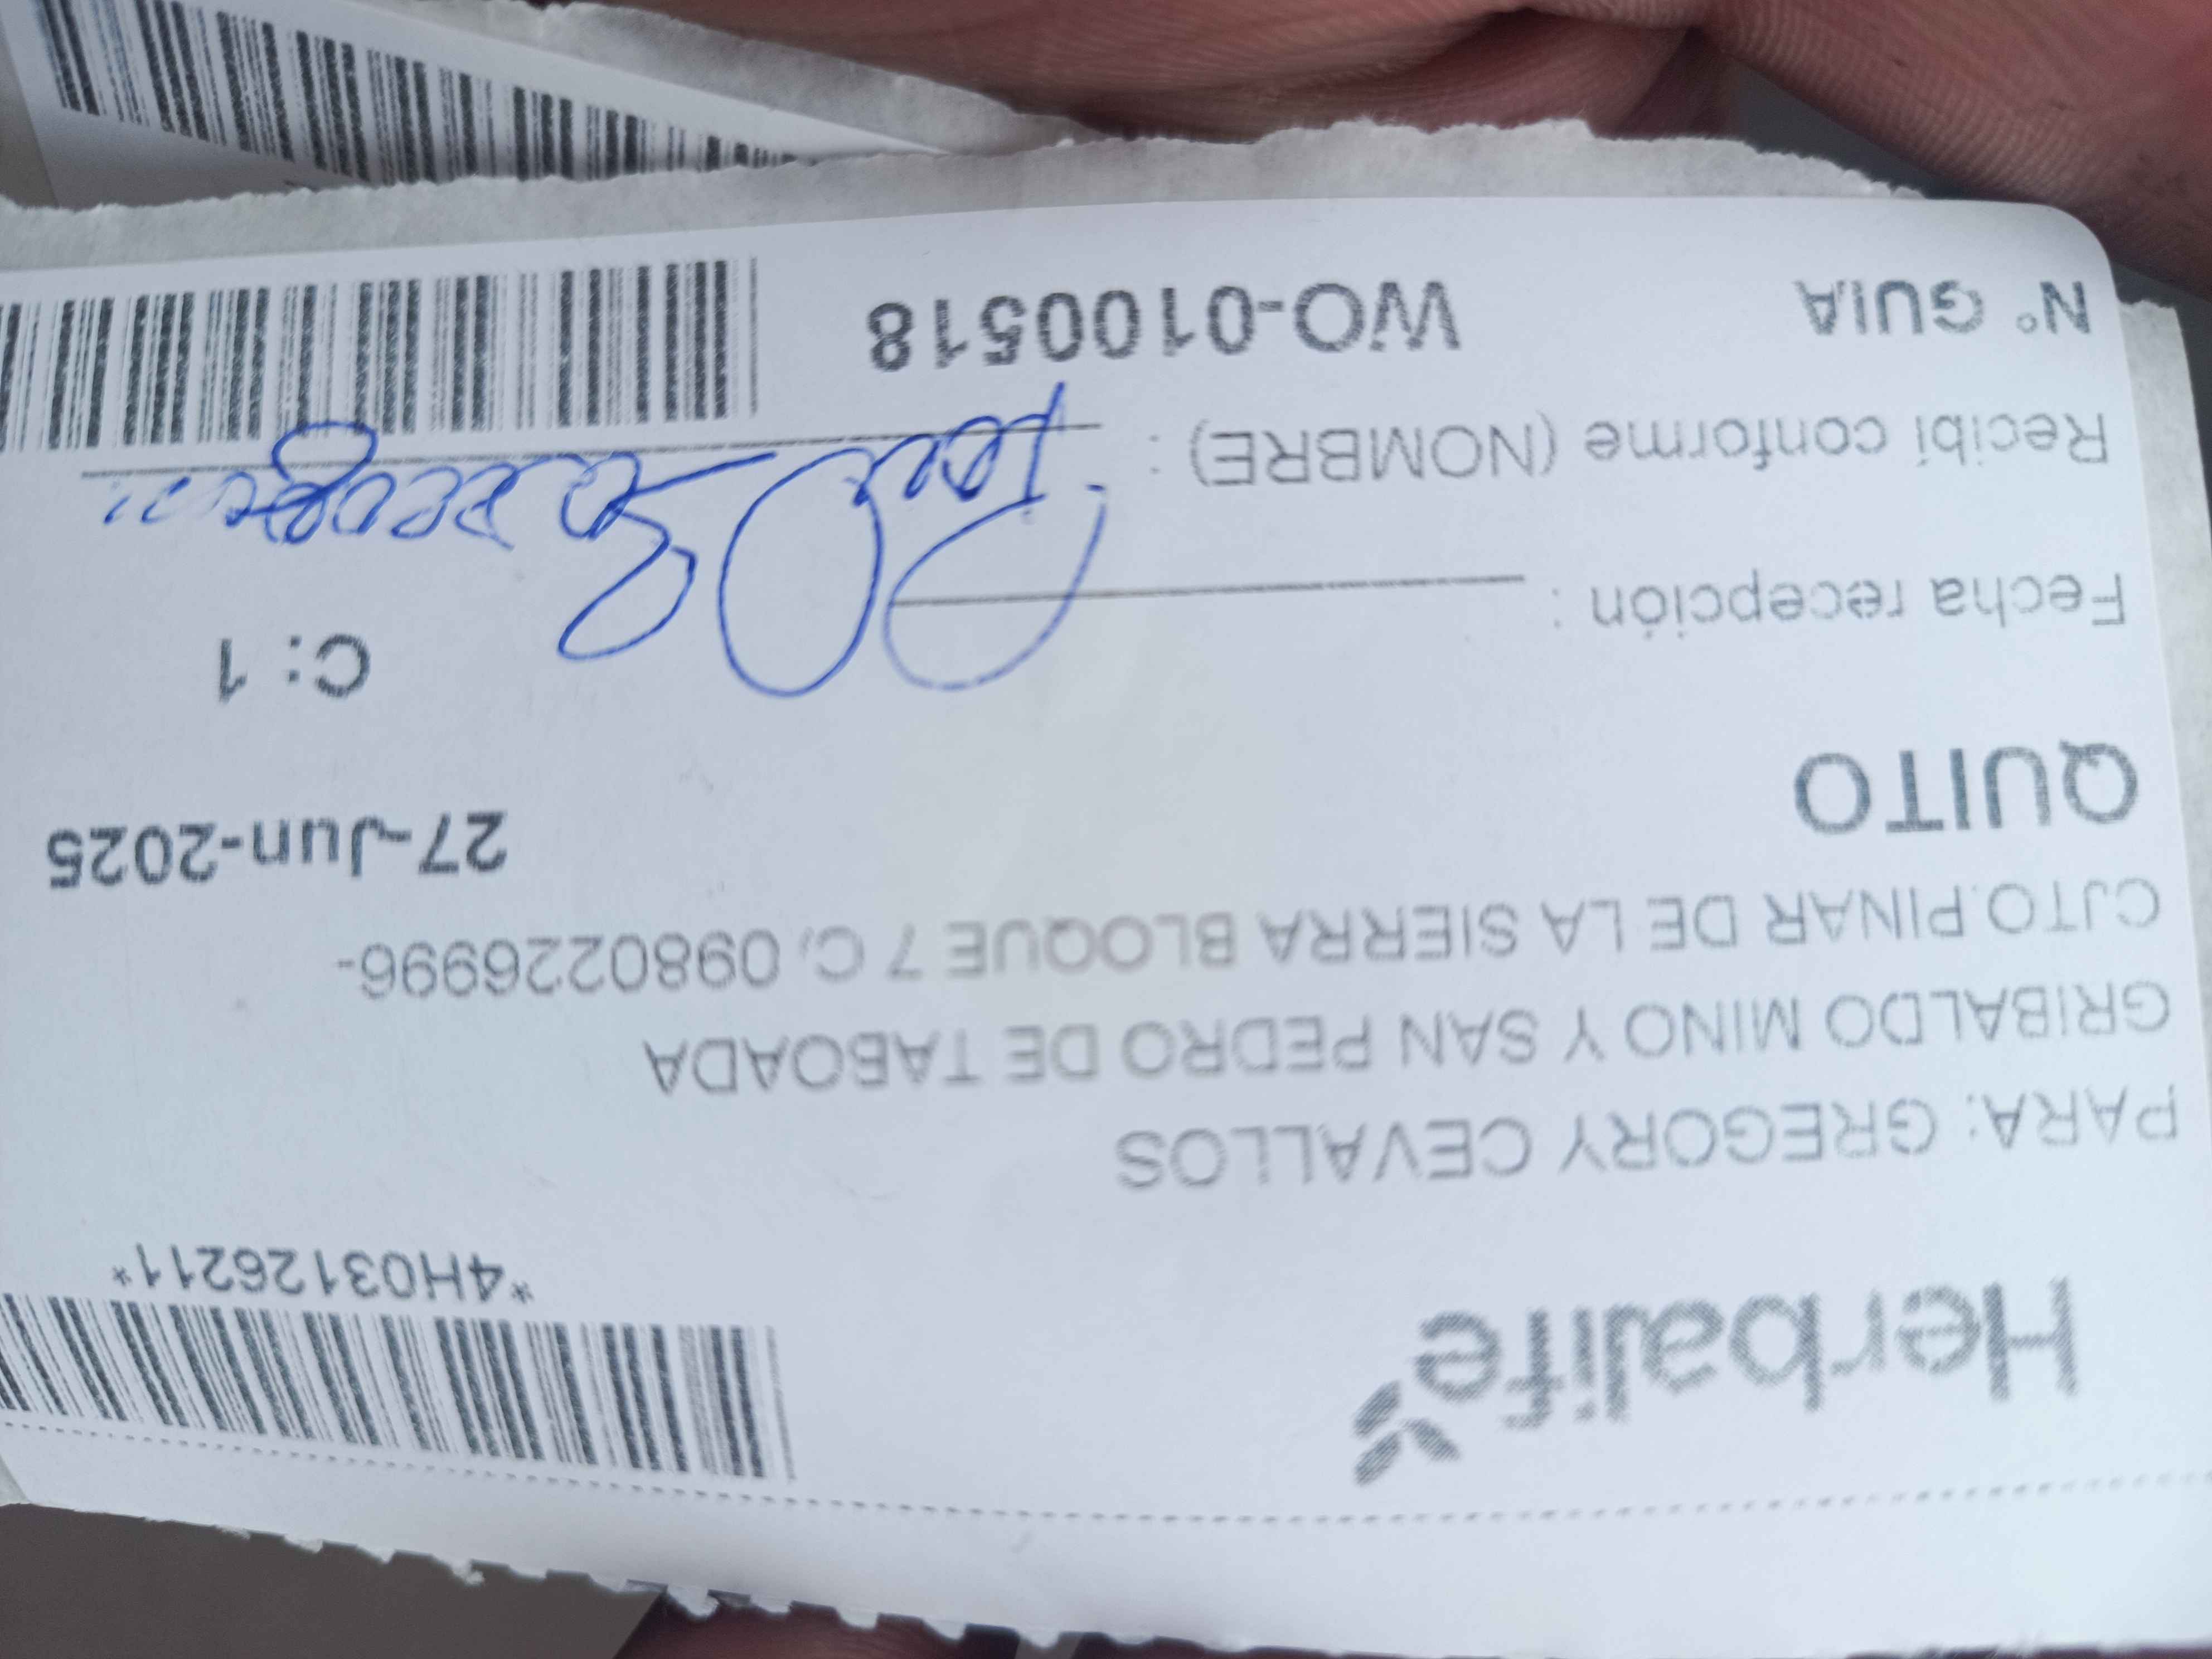 Herbalife
*4H03126211*
PARA: GREGORY CEVALLOS
GRIBALDO MINO Y SAN PEDRO DE TABOADA
CJTO.PINAR DE LA SIERRA BLOQUE 7 C, 0980226996-
QUITO
27-Jun-2025
C: 1
Fecha recepción :
Recibí conforme (NOMBRE) :
N° GUIA WO-0100518